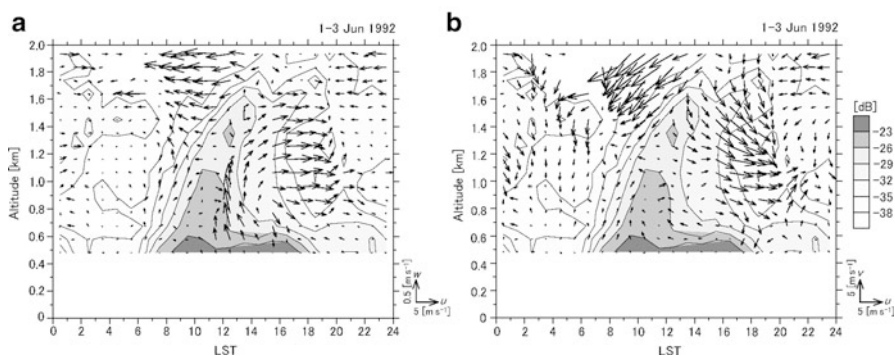 a
1-3 Jun 1992
2.0
1.8
1.6
1.4
1.2
1.0
0.8
0.6
0.4
0.2
0
Altitude [km]
0 2 4 6 8 10 12 14 16 18 20 22 24
LST
0.5 [m s⁻¹]
W
u
5 [m s⁻¹]
b
1-3 Jun 1992
2.0
1.8
1.6
1.4
1.2
1.0
0.8
0.6
0.4
0.2
0
Altitude [km]
0 2 4 6 8 10 12 14 16 18 20 22 24
LST
5 [m s⁻¹]
V
u
5 [m s⁻¹]
[dB]
-23
-26
-29
-32
-35
-38